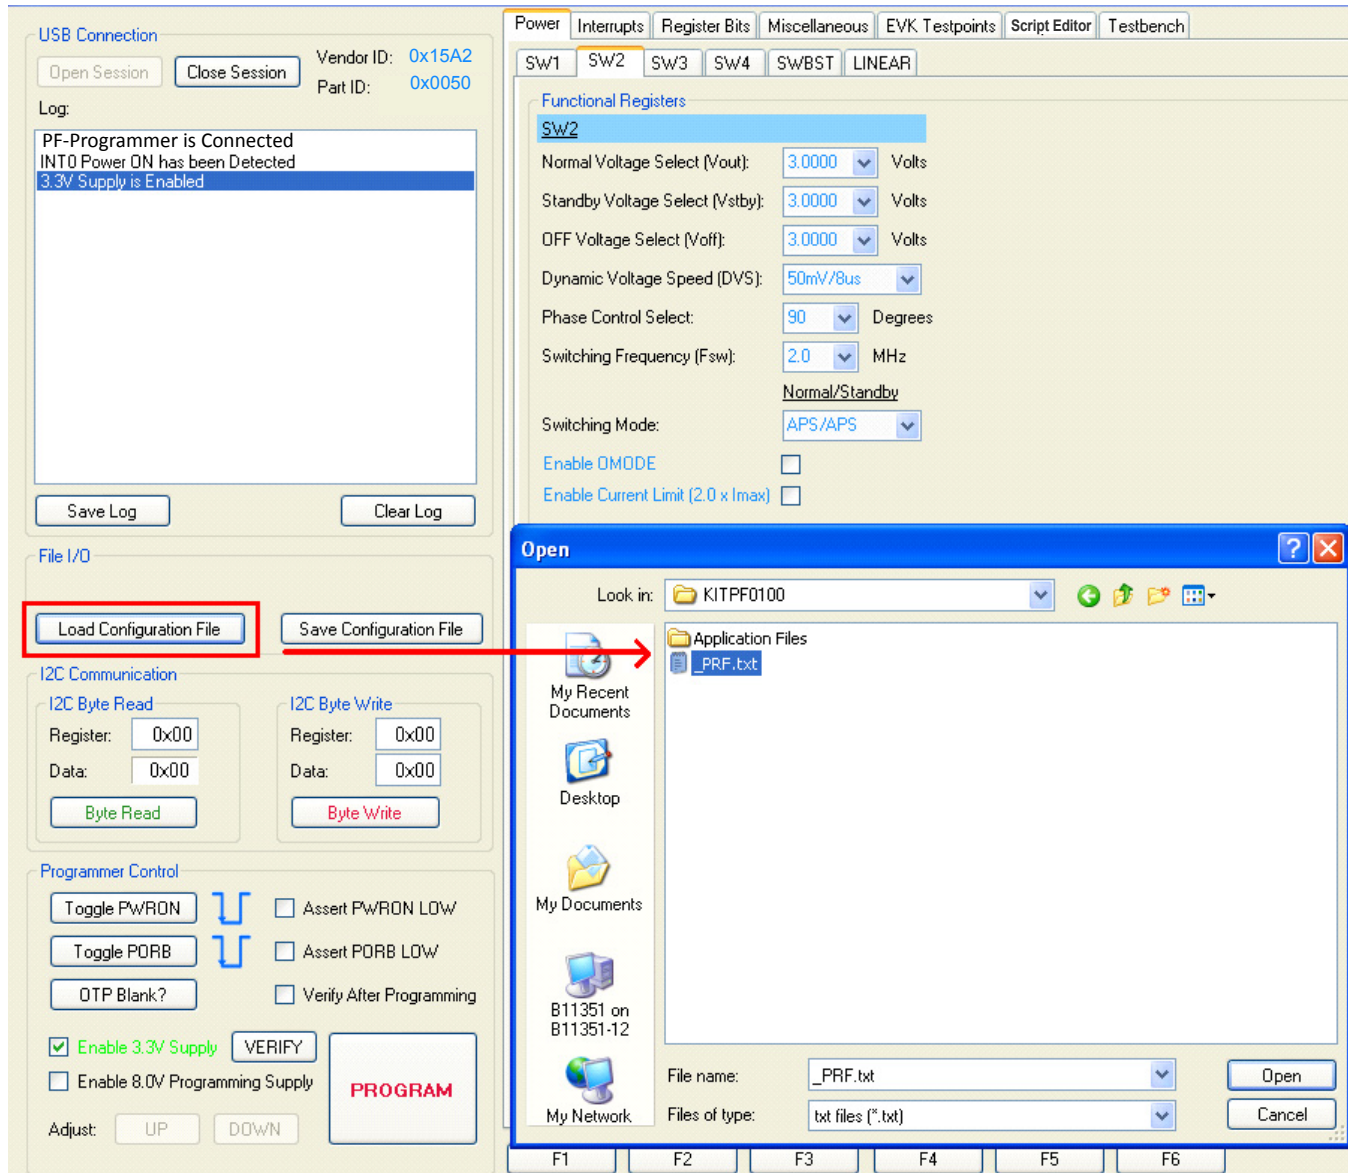 USB Connection
Open Session
Close Session
Vendor ID: 0x15A2
Part ID: 0x0050
Log:
PF-Programmer is Connected
INT0 Power ON has been Detected
3.3V Supply is Enabled
Save Log
Clear Log
File I/O
Load Configuration File
Save Configuration File
I2C Communication
I2C Byte Read
Register: 0x00
Data: 0x00
Byte Read
I2C Byte Write
Register: 0x00
Data: 0x00
Byte Write
Programmer Control
Toggle PWRON
Assert PWRON LOW
Toggle PORB
Assert PORB LOW
OTP Blank?
Verify After Programming
Enable 3.3V Supply
VERIFY
Enable 8.0V Programming Supply
PROGRAM
Adjust: UP DOWN
Power Interrupts Register Bits Miscellaneous EVK Testpoints Script Editor Testbench
SW1 SW2 SW3 SW4 SWBST LINEAR
Functional Registers
SW2
Normal Voltage Select (Vout): 3.0000 Volts
Standby Voltage Select (Vstby): 3.0000 Volts
OFF Voltage Select (Voff): 3.0000 Volts
Dynamic Voltage Speed (DVS): 50mV/8us
Phase Control Select: 90 Degrees
Switching Frequency (Fsw): 2.0 MHz
Normal/Standby
Switching Mode: APS/APS
Enable OMODE
Enable Current Limit (2.0 x Imax)
Open
Look in: KITPF0100
Application Files
_PRF.txt
My Recent
Documents
Desktop
My Documents
B11351 on
B11351-12
My Network
File name: _PRF.txt
Open
Files of type: txt files (*.txt)
Cancel
F1 F2 F3 F4 F5 F6